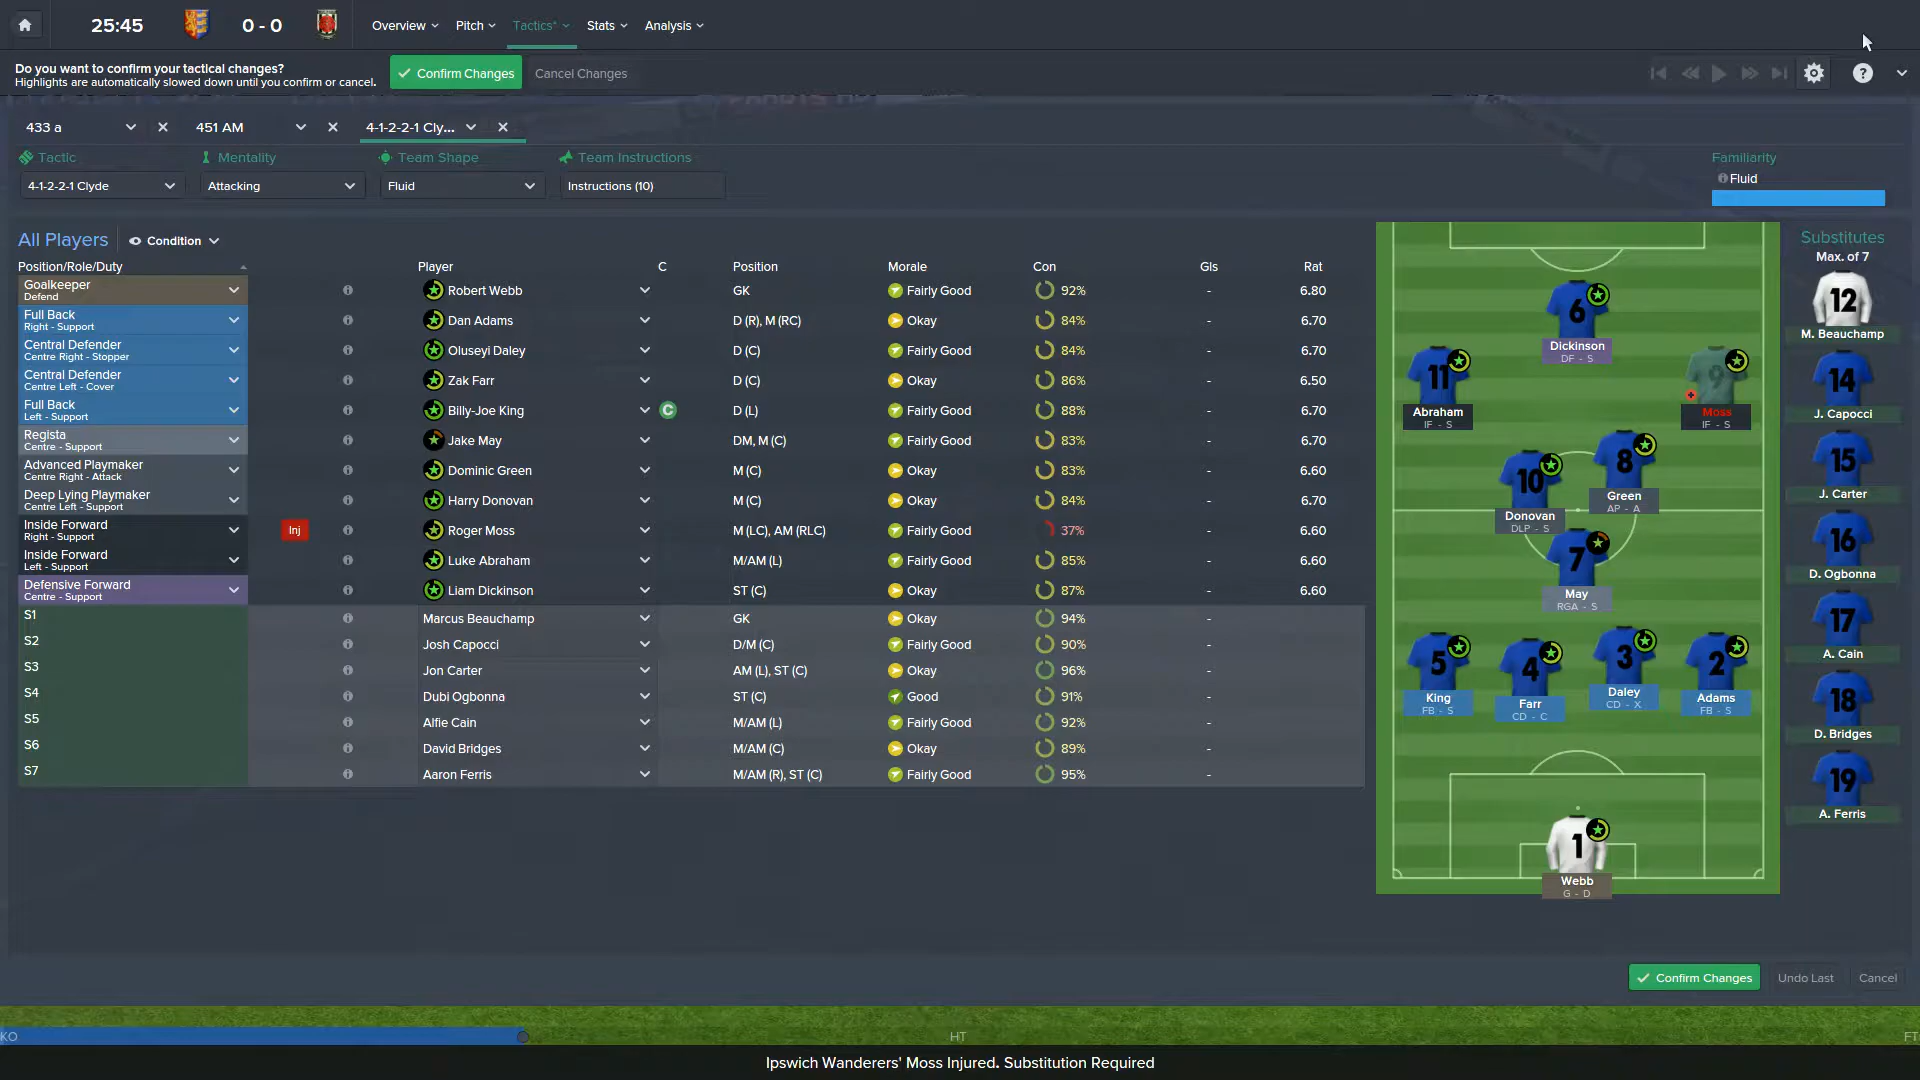 25:45
0 - 0
Overview
Pitch
Tactics*
Stats
Analysis
Do you want to confirm your tactical changes?
Highlights are automatically slowed down until you confirm or cancel.
Confirm Changes
Cancel Changes
?
433 a
451 AM
4-1-2-2-1 Cly...
Tactic
Mentality
Team Shape
Team Instructions
Familiarity
4-1-2-2-1 Clyde
Attacking
Fluid
Instructions (10)
Fluid
All Players
Condition
Position/Role/Duty
Player
C
Position
Morale
Con
Gls
Rat
Goalkeeper
Defend
Robert Webb
GK
Fairly Good
92%
-
6.80
Full Back
Right - Support
Dan Adams
D (R), M (RC)
Okay
84%
-
6.70
Central Defender
Centre Right - Stopper
Oluseyi Daley
D (C)
Fairly Good
84%
-
6.70
Central Defender
Centre Left - Cover
Zak Farr
D (C)
Okay
86%
-
6.50
Full Back
Left - Support
Billy-Joe King
C
D (L)
Fairly Good
88%
-
6.70
Regista
Centre - Support
Jake May
DM, M (C)
Fairly Good
83%
-
6.70
Advanced Playmaker
Centre Right - Attack
Dominic Green
M (C)
Okay
83%
-
6.60
Deep Lying Playmaker
Centre Left - Support
Harry Donovan
M (C)
Okay
84%
-
6.70
Inside Forward
Right - Support
Inj
Roger Moss
M (LC), AM (RLC)
Fairly Good
37%
-
6.60
Inside Forward
Left - Support
Luke Abraham
M/AM (L)
Fairly Good
85%
-
6.60
Defensive Forward
Centre - Support
Liam Dickinson
ST (C)
Okay
87%
-
6.60
S1
Marcus Beauchamp
GK
Okay
94%
-
S2
Josh Capocci
D/M (C)
Fairly Good
90%
-
S3
Jon Carter
AM (L), ST (C)
Okay
96%
-
S4
Dubi Ogbonna
ST (C)
Good
91%
-
S5
Alfie Cain
M/AM (L)
Fairly Good
92%
-
S6
David Bridges
M/AM (C)
Okay
89%
-
S7
Aaron Ferris
M/AM (R), ST (C)
Fairly Good
95%
-
6
Dickinson
DF - S
11
Abraham
IF - S
9
Moss
IF - S
10
Donovan
DLP - S
8
Green
AP - A
7
May
RGA - S
5
King
FB - S
4
Farr
CD - C
3
Daley
CD - X
2
Adams
FB - S
1
Webb
G - D
Substitutes
Max. of 7
12
M. Beauchamp
14
J. Capocci
15
J. Carter
16
D. Ogbonna
17
A. Cain
18
D. Bridges
19
A. Ferris
Confirm Changes
Undo Last
Cancel
KO
HT
FT
Ipswich Wanderers' Moss Injured. Substitution Required